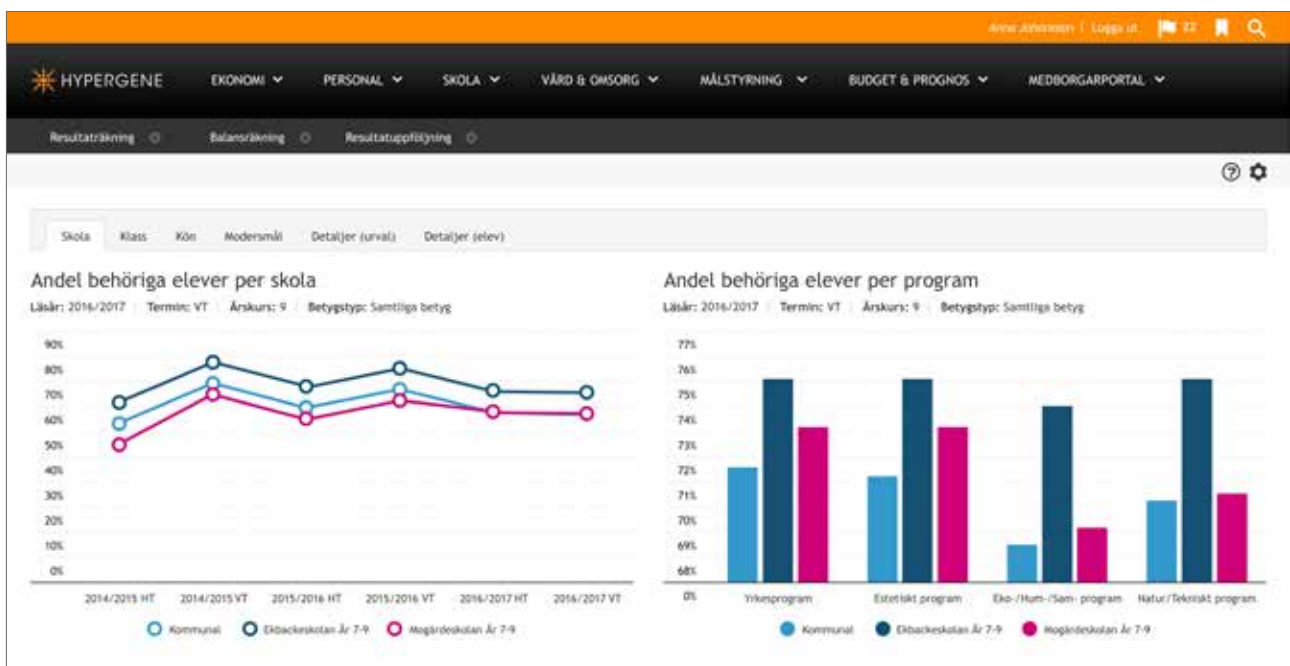 Anna Johansson | Logga ut 22
HYPERGENE EKONOMI PERSONAL SKOLA VÅRD & OMSORG MÅLSTYRNING BUDGET & PROGNOS MEDBORGARPORTAL
Resultaträkning Balansräkning Resultatuppföljning
Skola Klass Kön Modersmål Detaljer (urval) Detaljer (elev)
Andel behöriga elever per skola
Läsår: 2016/2017 | Termin: VT | Årskurs: 9 | Betygstyp: Samtliga betyg
90%
80%
70%
60%
50%
40%
30%
20%
10%
0%
2014/2015 HT 2014/2015 VT 2015/2016 HT 2015/2016 VT 2016/2017 HT 2016/2017 VT
Kommunal Ekbackeskolan År 7-9 Mogärdeskolan År 7-9
Andel behöriga elever per program
Läsår: 2016/2017 | Termin: VT | Årskurs: 9 | Betygstyp: Samtliga betyg
77%
76%
75%
74%
73%
72%
71%
70%
69%
68%
0%
Yrkesprogram Estetiskt program Eko-/Hum-/Sam- program Natur/Tekniskt program
Kommunal Ekbackeskolan År 7-9 Mogärdeskolan År 7-9